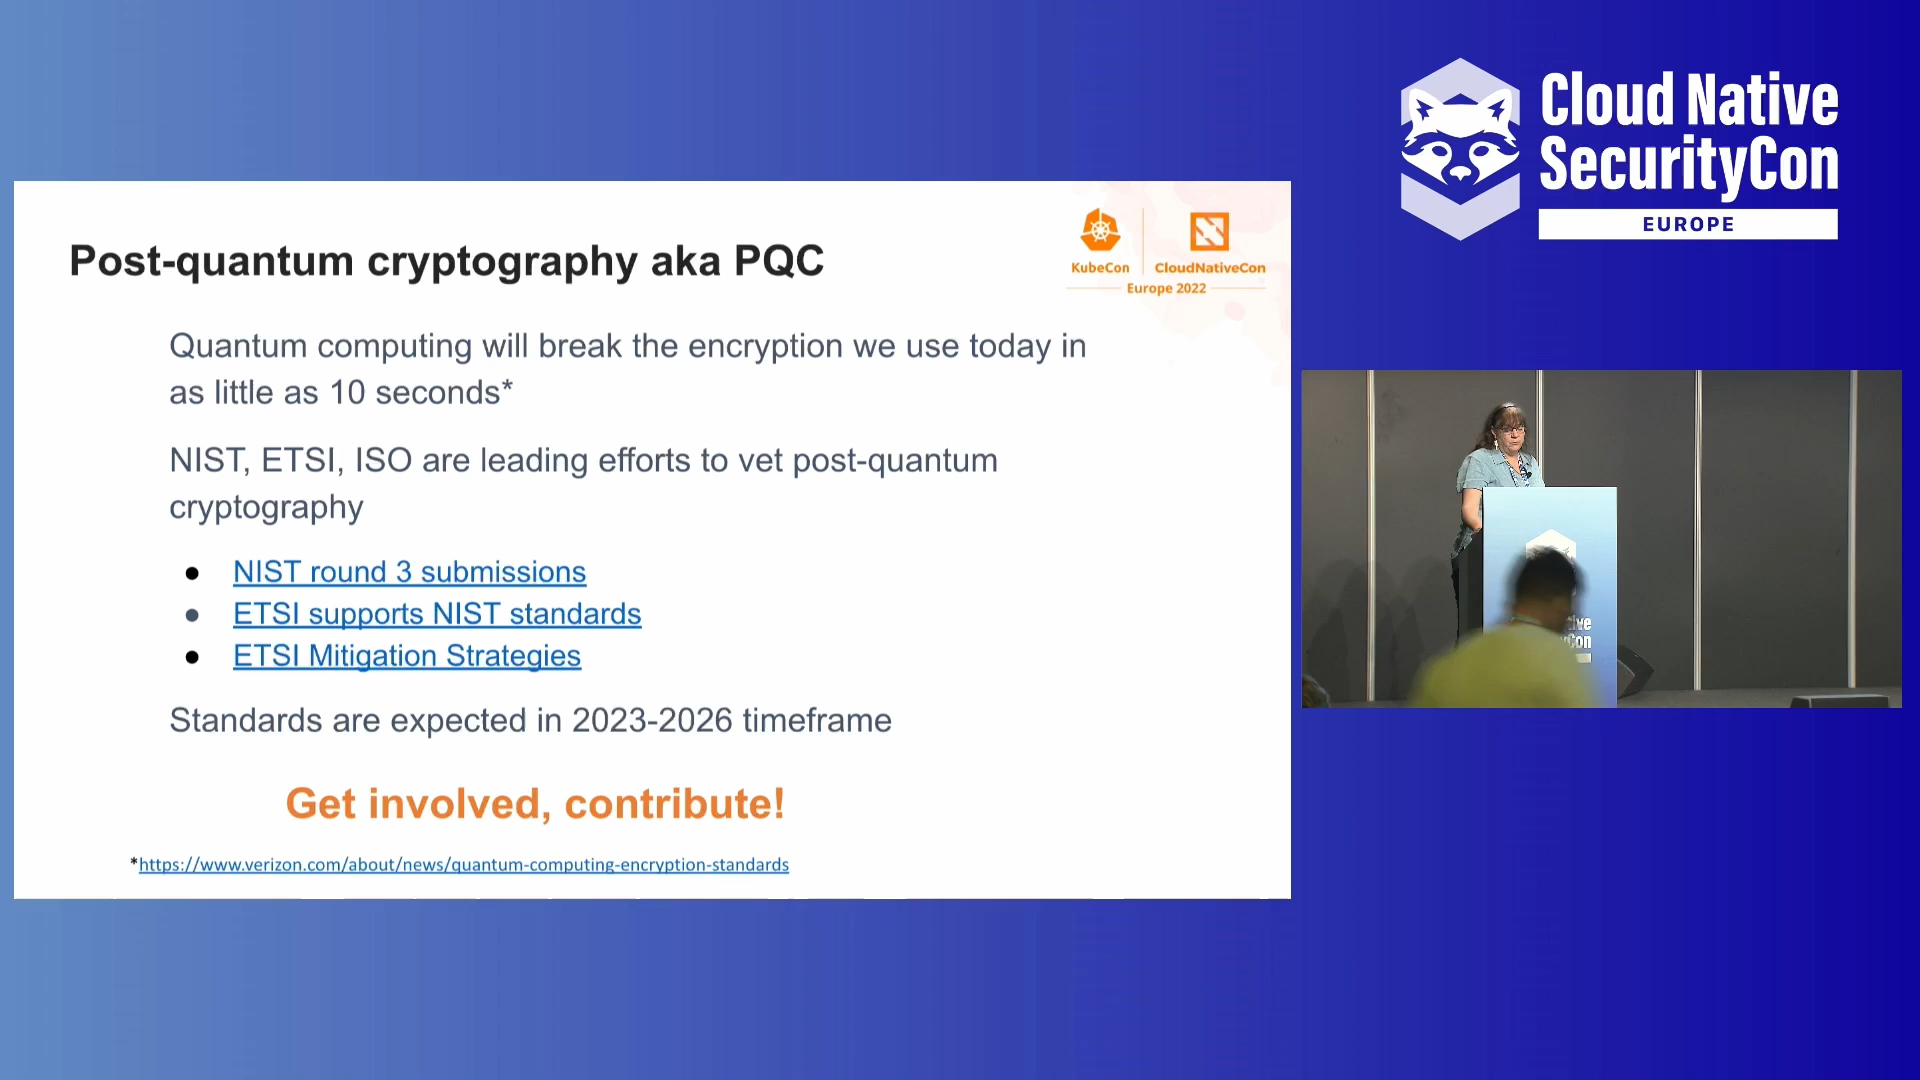 Cloud Native
SecurityCon
EUROPE
KubeCon
CloudNativeCon
Europe 2022
Post-quantum cryptography aka PQC
Quantum computing will break the encryption we use today in
as little as 10 seconds*
NIST, ETSI, ISO are leading efforts to vet post-quantum
cryptography
● NIST round 3 submissions
● ETSI supports NIST standards
● ETSI Mitigation Strategies
Standards are expected in 2023-2026 timeframe
Get involved, contribute!
*https://www.verizon.com/about/news/quantum-computing-encryption-standards